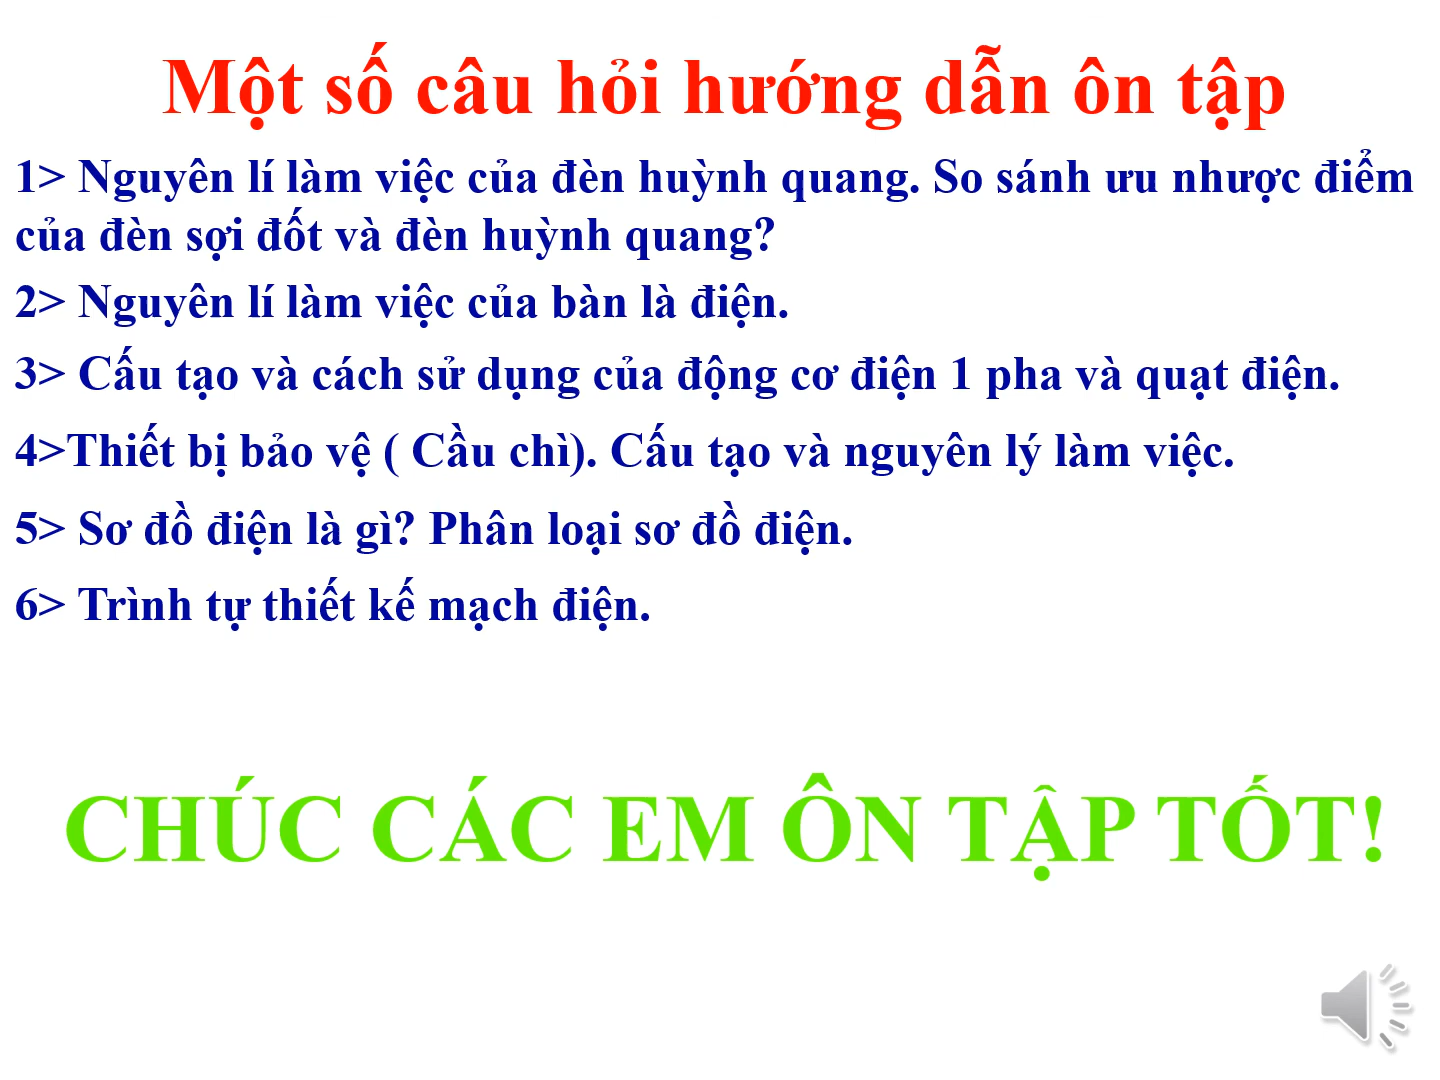 Một số câu hỏi hướng dẫn ôn tập
1> Nguyên lí làm việc của đèn huỳnh quang. So sánh ưu nhược điểm
của đèn sợi đốt và đèn huỳnh quang?
2> Nguyên lí làm việc của bàn là điện.
3> Cấu tạo và cách sử dụng của động cơ điện 1 pha và quạt điện.
4>Thiết bị bảo vệ ( Cầu chì). Cấu tạo và nguyên lý làm việc.
5> Sơ đồ điện là gì? Phân loại sơ đồ điện.
6> Trình tự thiết kế mạch điện.
CHÚC CÁC EM ÔN TẬP TỐT!